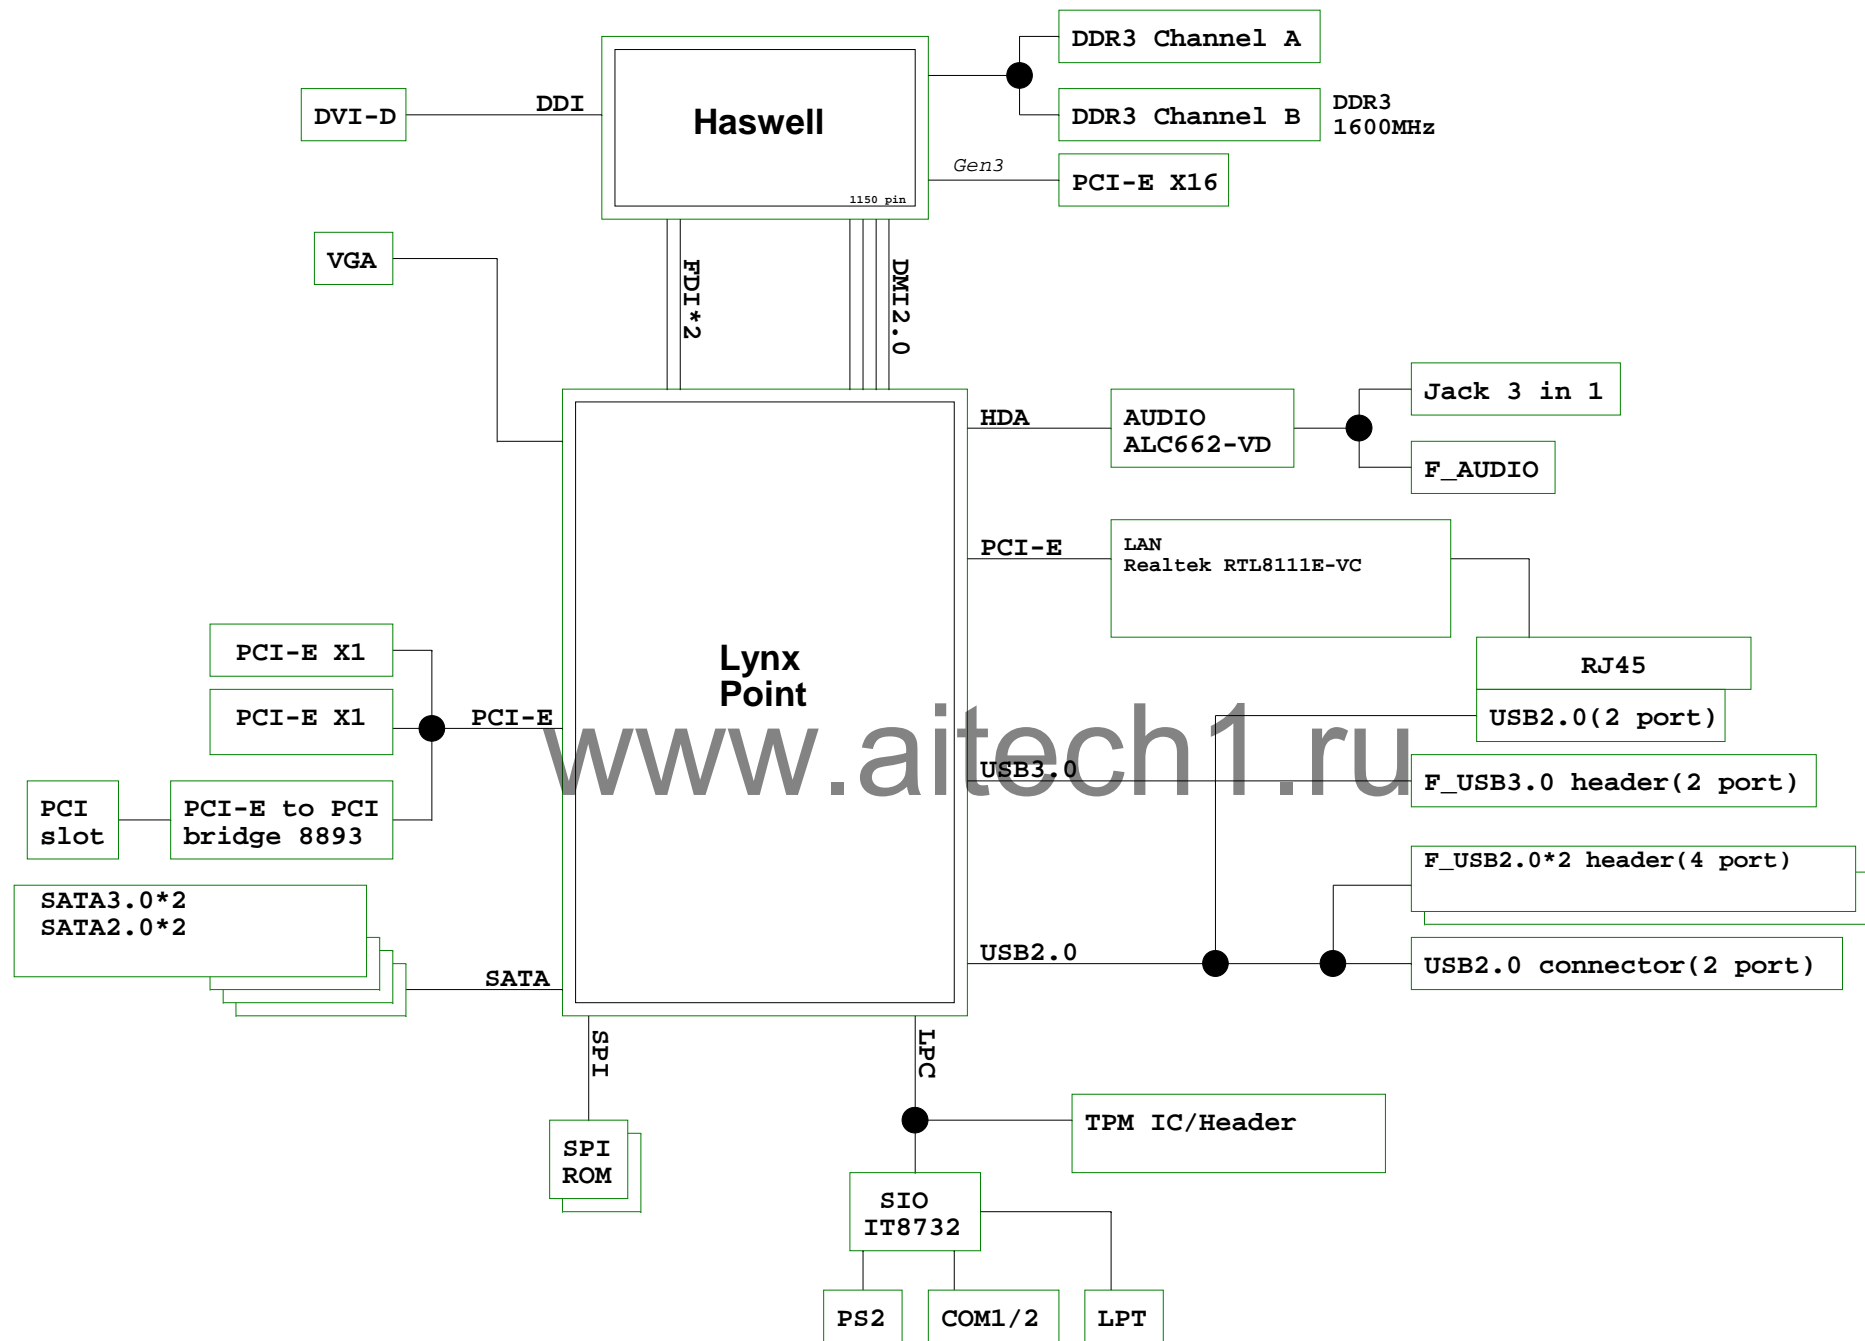 DDR3 Channel A
DVI-D
DDI
Haswell
1150 pin
DDR3 Channel B
DDR3
1600MHz
Gen3
PCI-E X16
VGA
FDI*2
DMI2.0
HDA
AUDIO
ALC662-VD
Jack 3 in 1
F_AUDIO
PCI-E
LAN
Realtek RTL8111E-VC
RJ45
USB2.0(2 port)
Lynx
Point
PCI-E X1
PCI-E X1
PCI-E
www.aitech1.ru
USB3.0
F_USB3.0 header(2 port)
PCI
slot
PCI-E to PCI
bridge 8893
F_USB2.0*2 header(4 port)
SATA3.0*2
SATA2.0*2
SATA
USB2.0
USB2.0 connector(2 port)
SPI
LPC
SPI
ROM
TPM IC/Header
SIO
IT8732
PS2
COM1/2
LPT